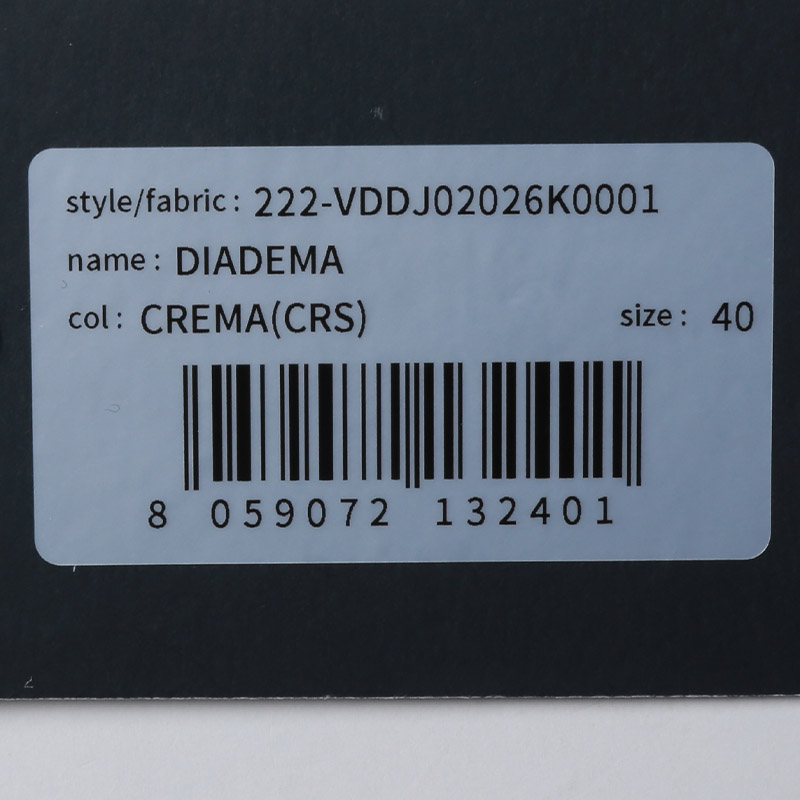 style/fabric: 222-VDDJ02026K0001
name: DIADEMA
col: CREMA(CRS) size: 40
8 059072 132401